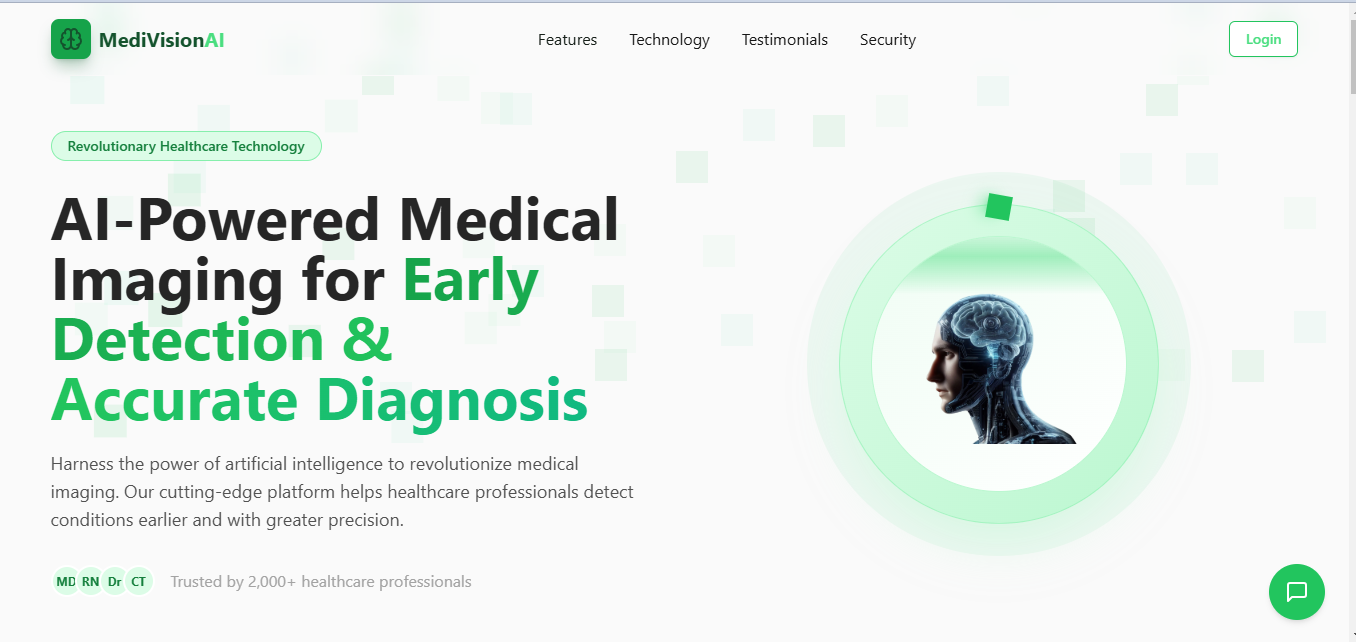 MediVisionAI
Features
Technology
Testimonials
Security
Login
Revolutionary Healthcare Technology
AI-Powered Medical
Imaging for Early
Detection &
Accurate Diagnosis
Harness the power of artificial intelligence to revolutionize medical
imaging. Our cutting-edge platform helps healthcare professionals detect
conditions earlier and with greater precision.
MD RN Dr CT Trusted by 2,000+ healthcare professionals